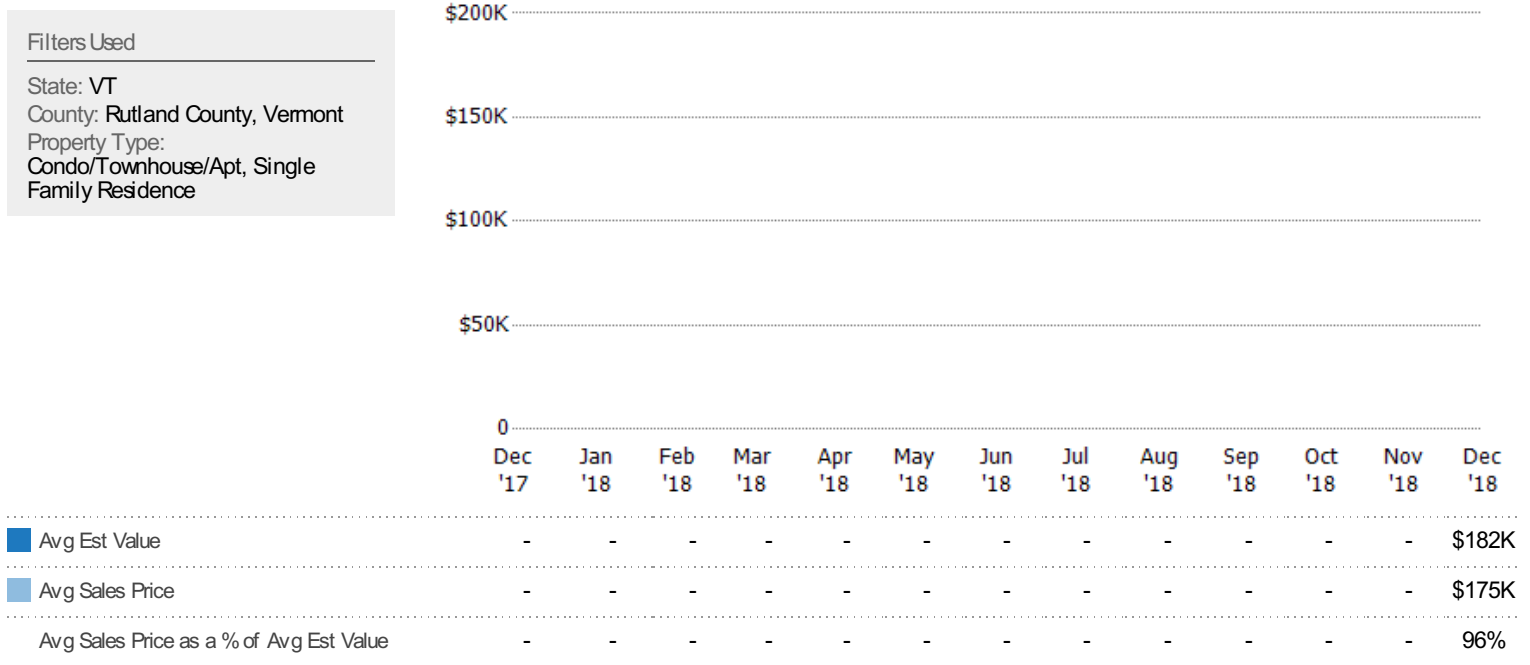 Filters Used
State: VT
County: Rutland County, Vermont
Property Type:
Condo/Townhouse/Apt, Single
Family Residence
$200K
$150K
$100K
$50K
0
Dec Jan Feb Mar Apr May Jun Jul Aug Sep Oct Nov Dec
'17 '18 '18 '18 '18 '18 '18 '18 '18 '18 '18 '18 '18
Avg Est Value - - - - - - - - - - - - $182K
Avg Sales Price - - - - - - - - - - - - $175K
Avg Sales Price as a % of Avg Est Value - - - - - - - - - - - - 96%